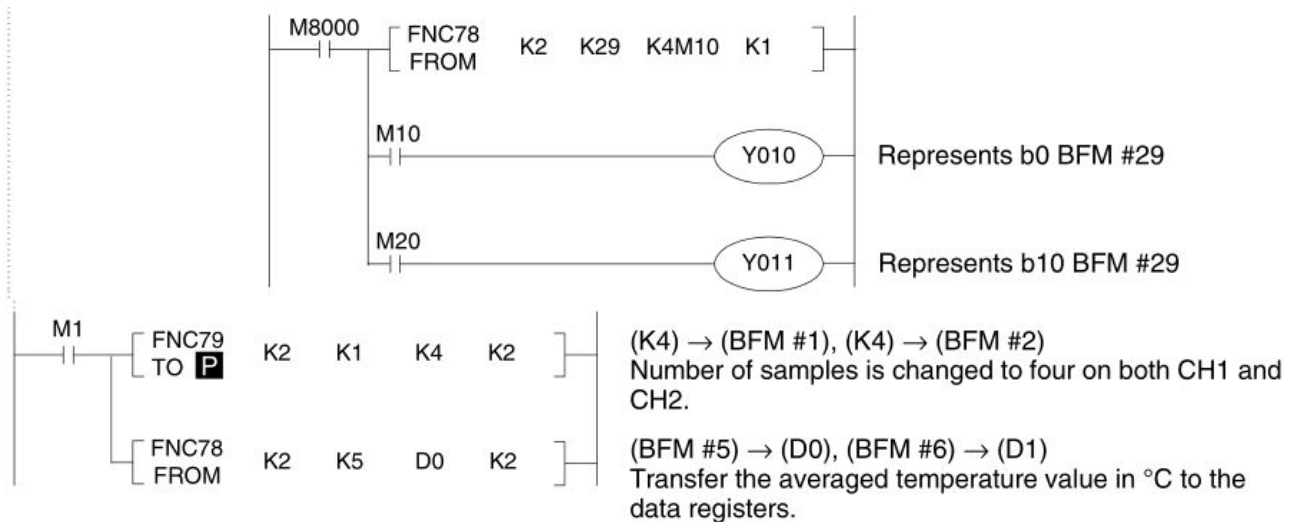 M8000
FNC78
FROM K2 K29 K4M10 K1
M10
Y010 Represents b0 BFM #29
M20
Y011 Represents b10 BFM #29
M1
FNC79
TO P K2 K1 K4 K2
(K4) → (BFM #1), (K4) → (BFM #2)
Number of samples is changed to four on both CH1 and
CH2.
FNC78
FROM K2 K5 D0 K2
(BFM #5) → (D0), (BFM #6) → (D1)
Transfer the averaged temperature value in °C to the
data registers.